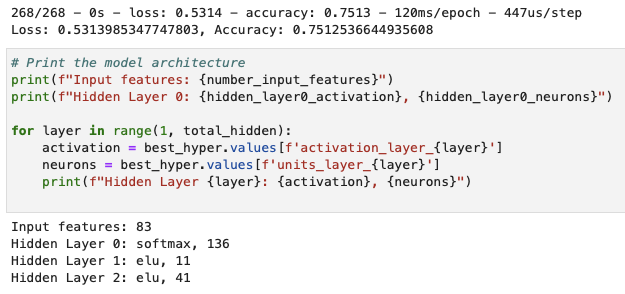 268/268 - 0s - loss: 0.5314 - accuracy: 0.7513 - 120ms/epoch - 447us/step
Loss: 0.5313985347747803, Accuracy: 0.7512536644935608
# Print the model architecture
print(f"Input features: {number_input_features}")
print(f"Hidden Layer 0: {hidden_layer0_activation}, {hidden_layer0_neurons}")
for layer in range(1, total_hidden):
    activation = best_hyper.values[f'activation_layer_{layer}']
    neurons = best_hyper.values[f'units_layer_{layer}']
    print(f"Hidden Layer {layer}: {activation}, {neurons}")
Input features: 83
Hidden Layer 0: softmax, 136
Hidden Layer 1: elu, 11
Hidden Layer 2: elu, 41